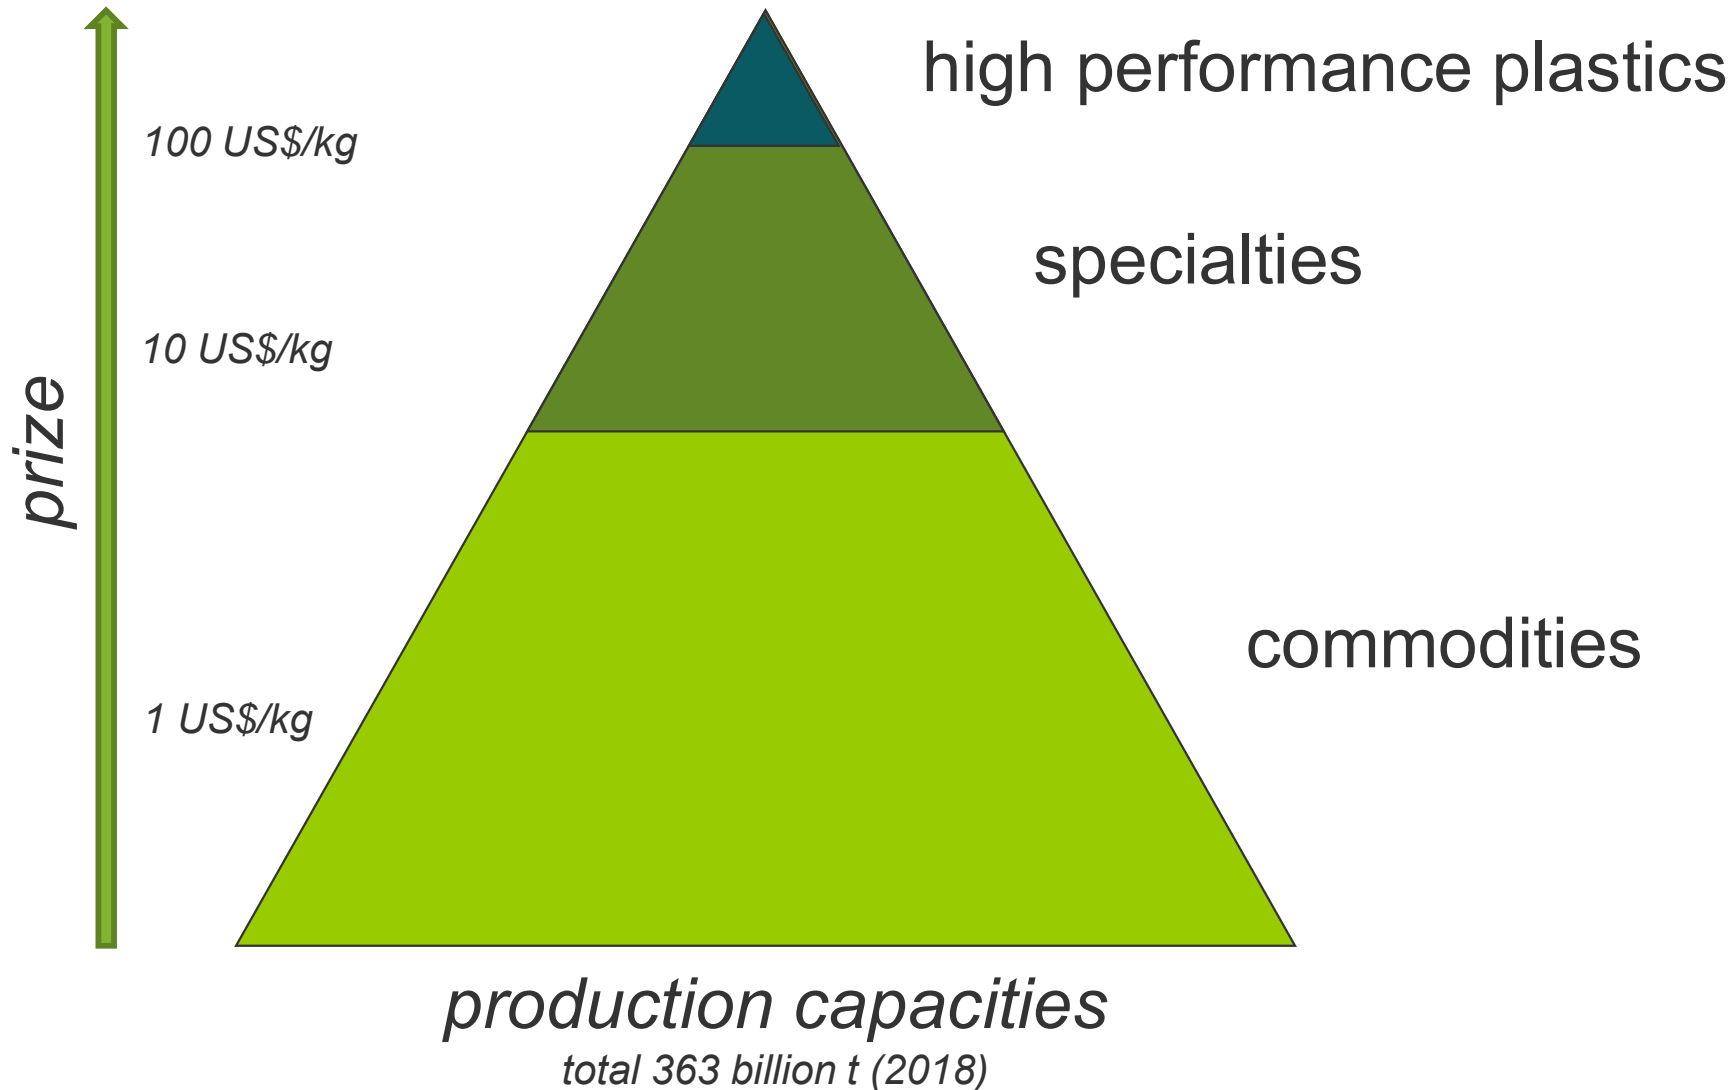 high performance plastics
100 US$/kg
specialties
10 US$/kg
prize
commodities
1 US$/kg
production capacities
total 363 billion t (2018)